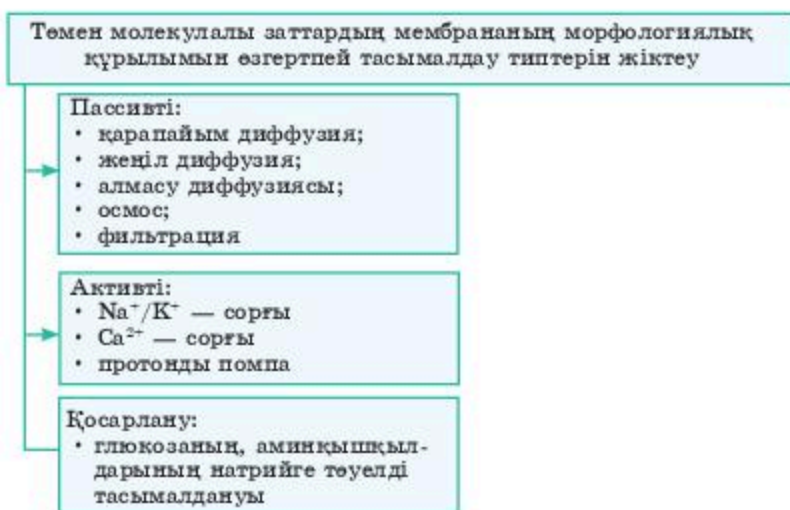 Төмен молекулалы заттардың мембрананың морфологиялық
құрылымын өзгертпей тасымалдау типтерін жіктеу
Пассивті:
• қарапайым диффузия;
• жеңіл диффузия;
• алмасу диффузиясы;
• осмос;
• фильтрация
Активті:
• Na⁺/K⁺ — сорғы
• Ca²⁺ — сорғы
• протонды помпа
Қосарлану:
• глюкозаның, аминқышқыл-
дарының натрийге тәуелді
тасымалдануы